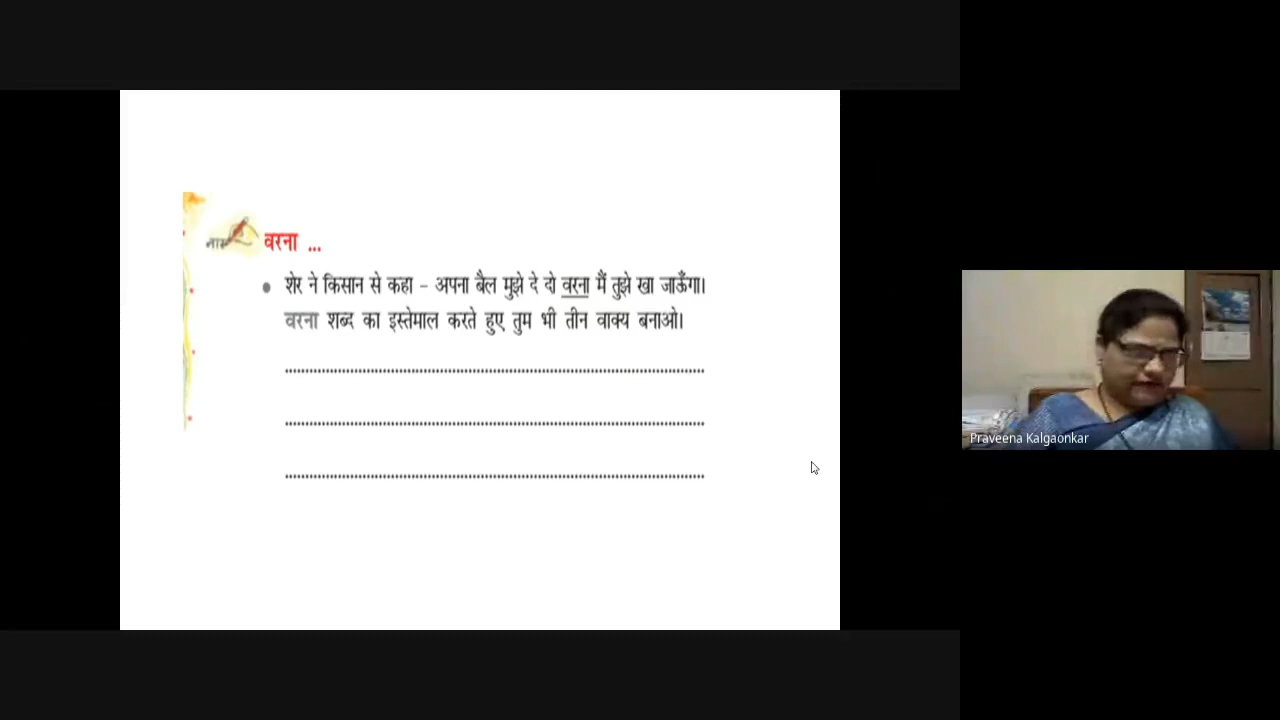 वरना ...
शेर ने किसान से कहा – अपना बैल मुझे दे दो वरना मैं तुझे खा जाऊँगा।
वरना शब्द का इस्तेमाल करते हुए तुम भी तीन वाक्य बनाओ।
Praveena Kalgaonkar